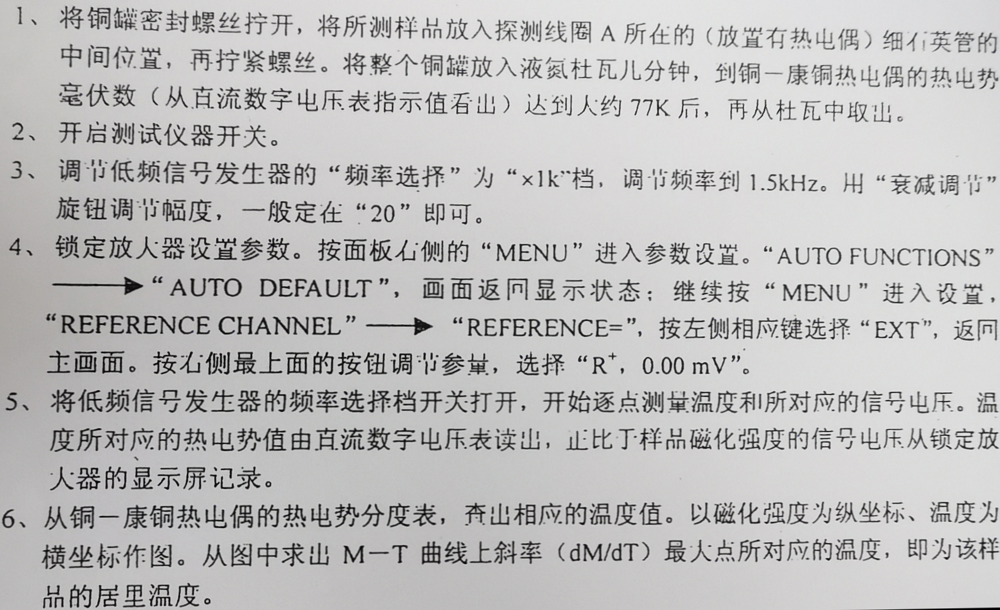 1、将铜罐密封螺丝拧开，将所测样品放入探测线圈 A 所在的（放置有热电偶）细石英管的
中间位置，再拧紧螺丝。将整个铜罐放入液氮杜瓦几分钟，到铜－康铜热电偶的热电势
毫伏数（从直流数字电压表指示值看出）达到大约 77K 后，再从杜瓦中取出。
2、开启测试仪器开关。
3、调节低频信号发生器的“频率选择”为“×1k”档，调节频率到 1.5kHz。用“衰减调节”
旋钮调节幅度，一般定在“20”即可。
4、锁定放大器设置参数。按面板右侧的“MENU”进入参数设置。“AUTO FUNCTIONS”
→“AUTO DEFAULT”，画面返回显示状态；继续按“MENU”进入设置，
“REFERENCE CHANNEL”→“REFERENCE=”，按左侧相应键选择“EXT”，返回
主画面。按右侧最上面的按钮调节参量，选择“R⁺，0.00 mV”。
5、将低频信号发生器的频率选择档开关打开，开始逐点测量温度和所对应的信号电压。温
度所对应的热电势值由直流数字电压表读出，正比于样品磁化强度的信号电压从锁定放
大器的显示屏记录。
6、从铜－康铜热电偶的热电势分度表，查出相应的温度值。以磁化强度为纵坐标、温度为
横坐标作图。从图中求出 M－T 曲线上斜率（dM/dT）最大点所对应的温度，即为该样
品的居里温度。